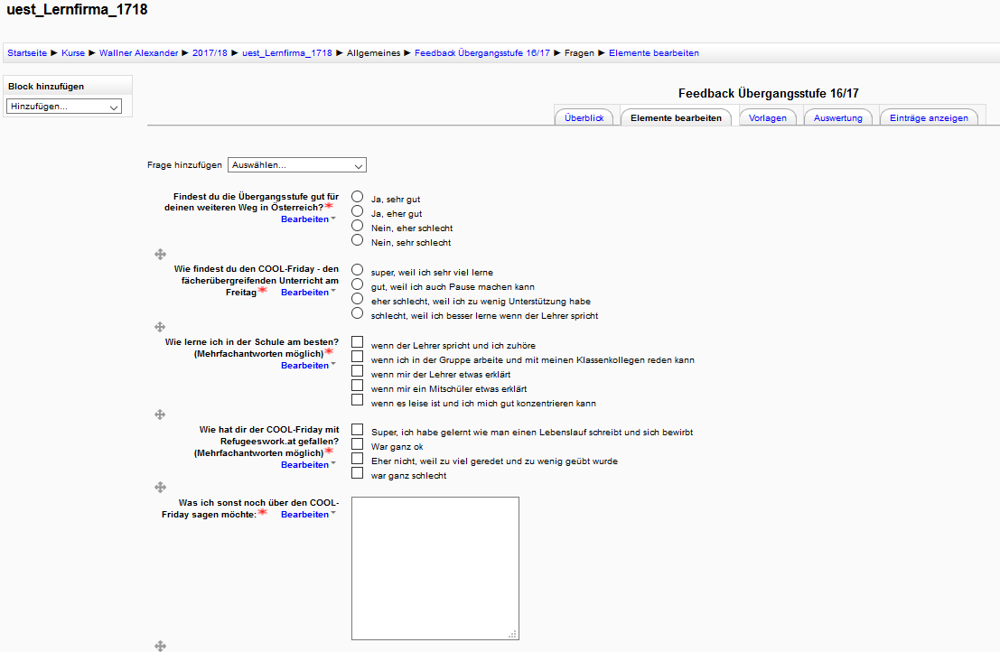 uest_Lernfirma_1718
Startseite ► Kurse ► Wallner Alexander ► 2017/18 ► uest_Lernfirma_1718 ► Allgemeines ► Feedback Übergangsstufe 16/17 ► Fragen ► Elemente bearbeiten
Block hinzufügen
Hinzufügen...
Feedback Übergangsstufe 16/17
Überblick Elemente bearbeiten Vorlagen Auswertung Einträge anzeigen
Frage hinzufügen Auswählen...
Findest du die Übergangsstufe gut für
deinen weiteren Weg in Österreich?*
Bearbeiten
Ja, sehr gut
Ja, eher gut
Nein, eher schlecht
Nein, sehr schlecht
Wie findest du den COOL-Friday - den
fächerübergreifenden Unterricht am
Freitag* Bearbeiten
super, weil ich sehr viel lerne
gut, weil ich auch Pause machen kann
eher schlecht, weil ich zu wenig Unterstützung habe
schlecht, weil ich besser lerne wenn der Lehrer spricht
Wie lerne ich in der Schule am besten?
(Mehrfachantworten möglich)*
Bearbeiten
wenn der Lehrer spricht und ich zuhöre
wenn ich in der Gruppe arbeite und mit meinen Klassenkollegen reden kann
wenn mir der Lehrer etwas erklärt
wenn mir ein Mitschüler etwas erklärt
wenn es leise ist und ich mich gut konzentrieren kann
Wie hat dir der COOL-Friday mit
Refugeeswork.at gefallen?
(Mehrfachantworten möglich)*
Bearbeiten
Super, ich habe gelernt wie man einen Lebenslauf schreibt und sich bewirbt
War ganz ok
Eher nicht, weil zu viel geredet und zu wenig geübt wurde
war ganz schlecht
Was ich sonst noch über den COOL-
Friday sagen möchte:* Bearbeiten